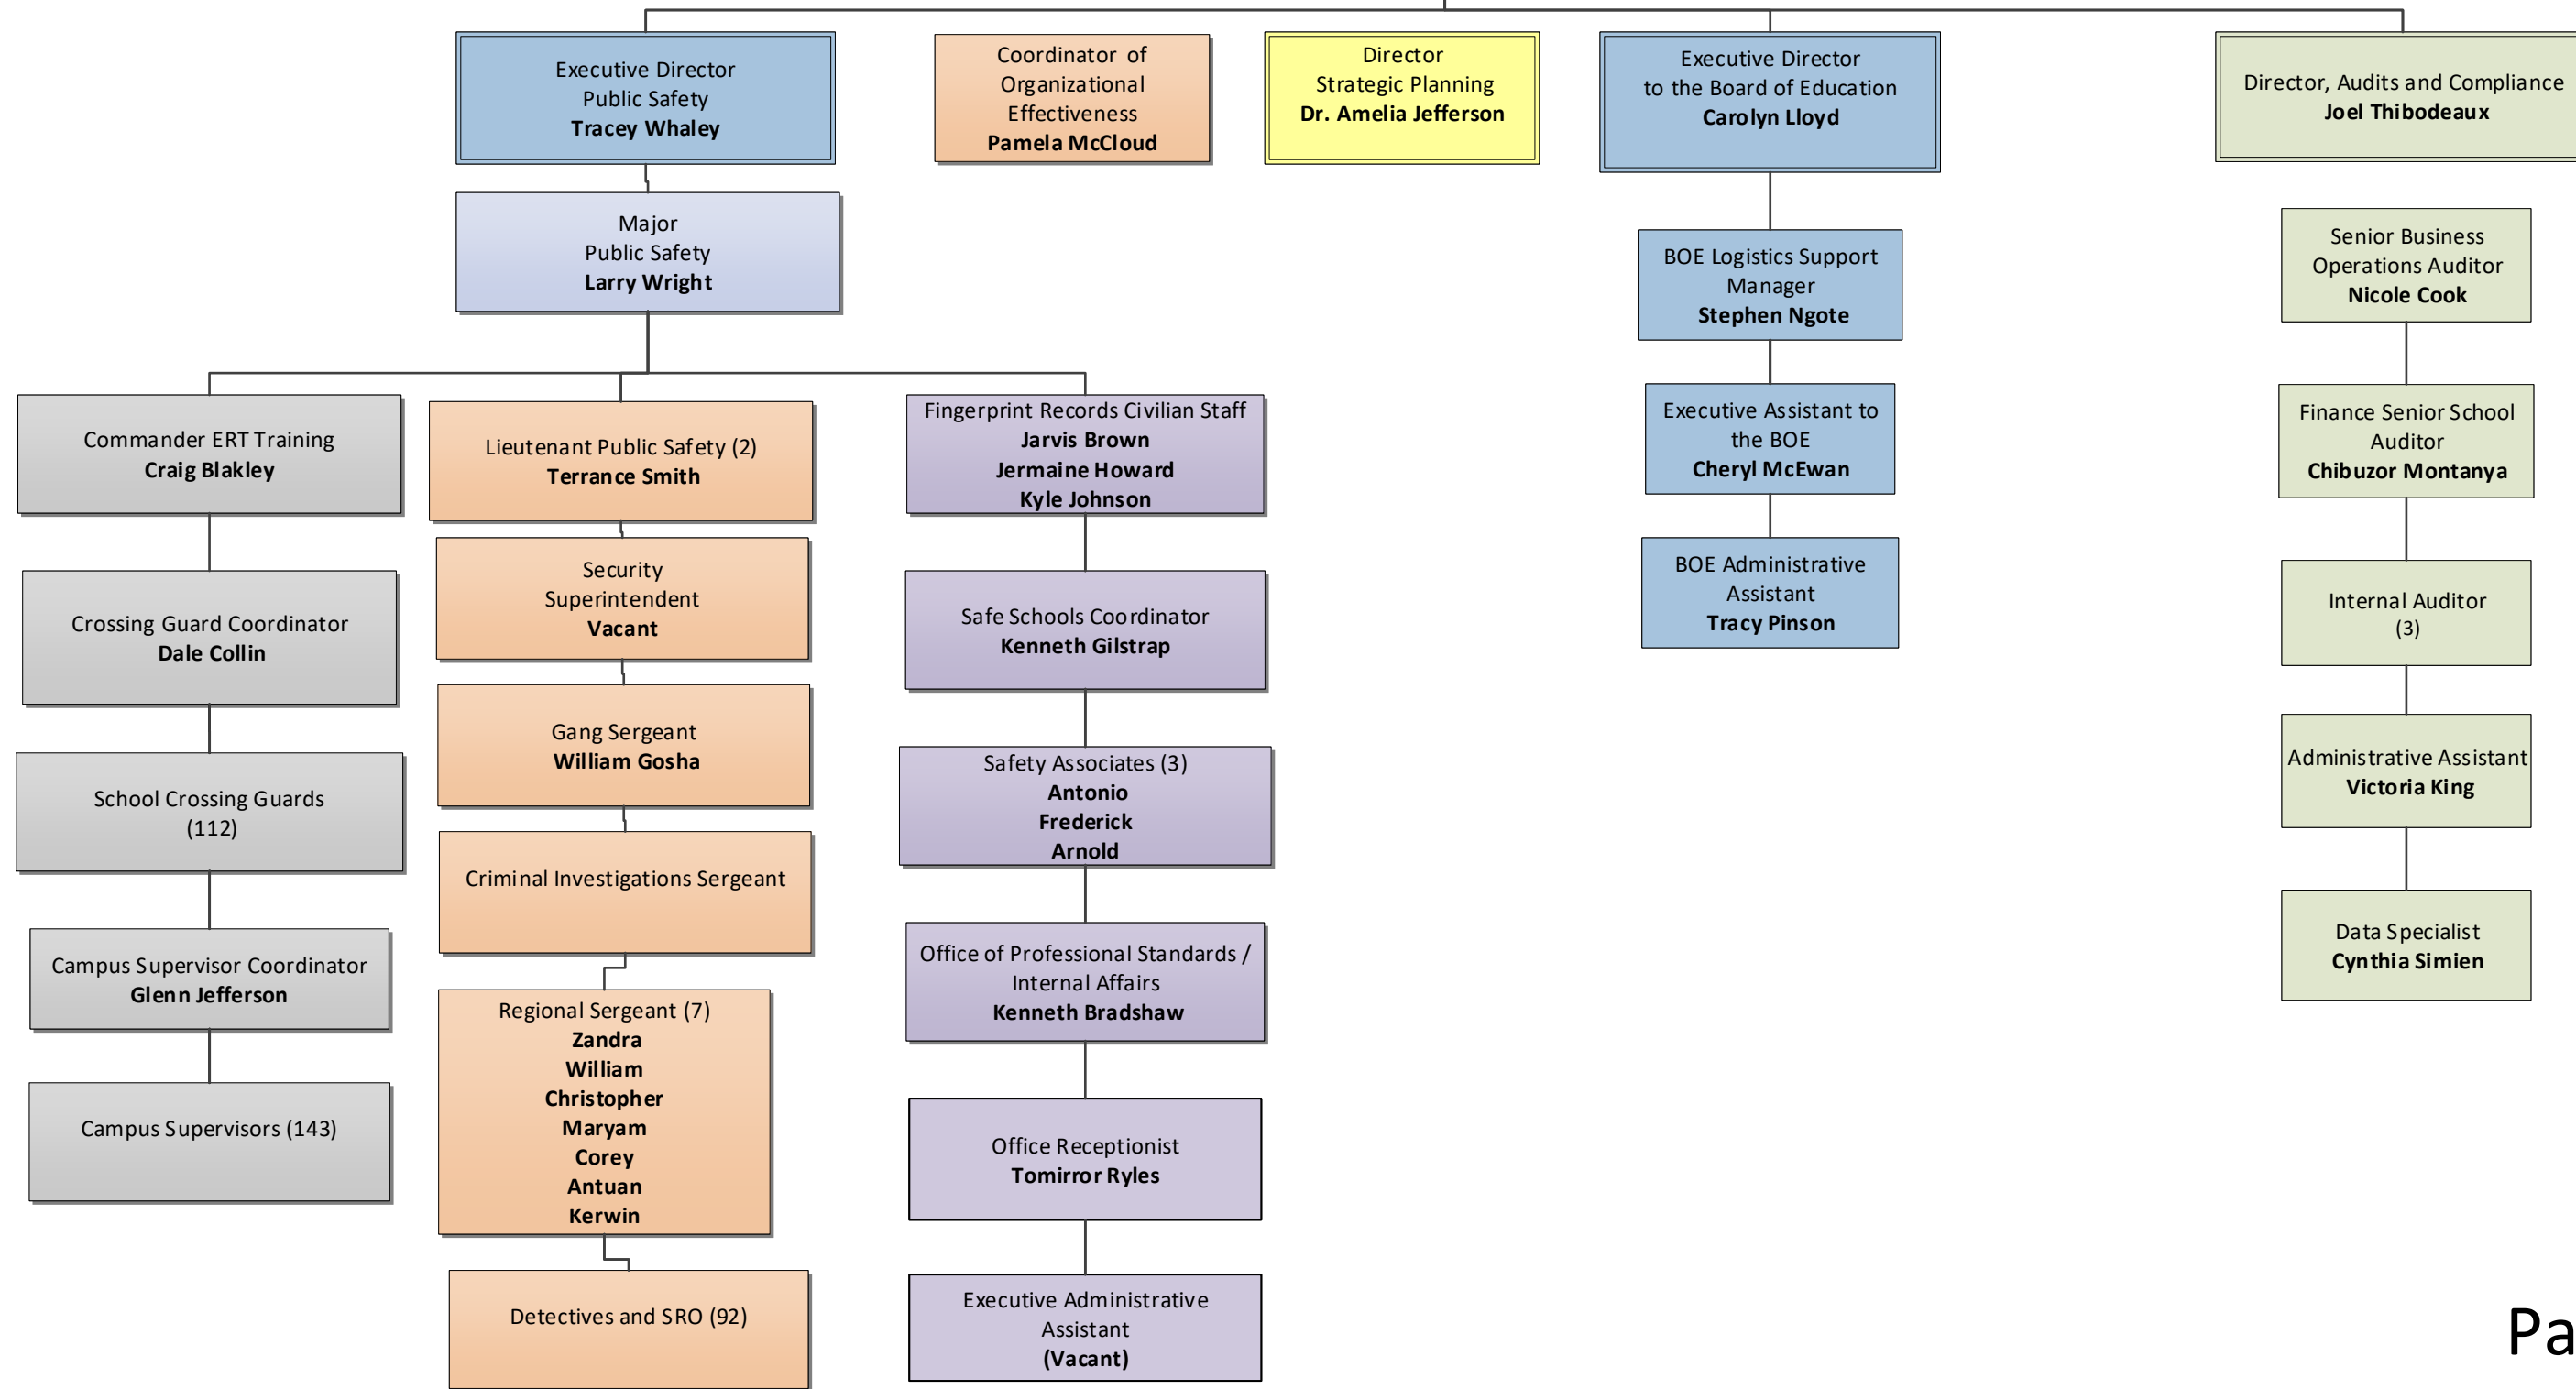 Executive Director
Public Safety
Tracey Whaley
Coordinator of
Organizational
Effectiveness
Pamela McCloud
Director
Strategic Planning
Dr. Amelia Jefferson
Executive Director
to the Board of Education
Carolyn Lloyd
Director, Audits and Compliance
Joel Thibodeaux
Major
Public Safety
Larry Wright
Commander ERT Training
Craig Blakley
Crossing Guard Coordinator
Dale Collin
School Crossing Guards
(112)
Campus Supervisor Coordinator
Glenn Jefferson
Campus Supervisors (143)
Lieutenant Public Safety (2)
Terrance Smith
Security
Superintendent
Vacant
Gang Sergeant
William Gosha
Criminal Investigations Sergeant
Regional Sergeant (7)
Zandra
William
Christopher
Maryam
Corey
Antuan
Kerwin
Detectives and SRO (92)
Fingerprint Records Civilian Staff
Jarvis Brown
Jermaine Howard
Kyle Johnson
Safe Schools Coordinator
Kenneth Gilstrap
Safety Associates (3)
Antonio
Frederick
Arnold
Office of Professional Standards /
Internal Affairs
Kenneth Bradshaw
Office Receptionist
Tomirror Ryles
Executive Administrative
Assistant
(Vacant)
BOE Logistics Support
Manager
Stephen Ngote
Executive Assistant to
the BOE
Cheryl McEwan
BOE Administrative
Assistant
Tracy Pinson
Senior Business
Operations Auditor
Nicole Cook
Finance Senior School
Auditor
Chibuzor Montanya
Internal Auditor
(3)
Administrative Assistant
Victoria King
Data Specialist
Cynthia Simien
Pa